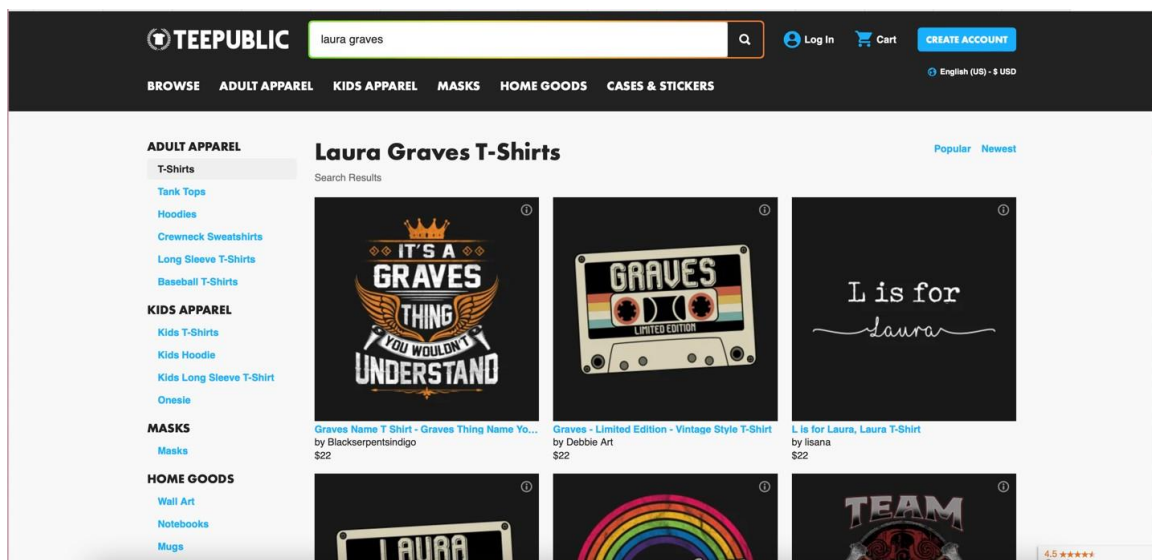 TEEPUBLIC
laura graves
Log In
Cart
CREATE ACCOUNT
English (US) - $ USD
BROWSE ADULT APPAREL KIDS APPAREL MASKS HOME GOODS CASES & STICKERS
ADULT APPAREL
T-Shirts
Tank Tops
Hoodies
Crewneck Sweatshirts
Long Sleeve T-Shirts
Baseball T-Shirts
KIDS APPAREL
Kids T-Shirts
Kids Hoodie
Kids Long Sleeve T-Shirt
Onesie
MASKS
Masks
HOME GOODS
Wall Art
Notebooks
Mugs
Laura Graves T-Shirts
Popular Newest
Search Results
IT'S A
GRAVES
THING
YOU WOULDN'T
UNDERSTAND
Graves Name T Shirt - Graves Thing Name Yo...
by Blackserpentsindigo
$22
GRAVES
LIMITED EDITION
Graves - Limited Edition - Vintage Style T-Shirt
by Debbie Art
$22
L is for
Laura
L is for Laura, Laura T-Shirt
by lisana
$22
LAURA
TEAM
4.5